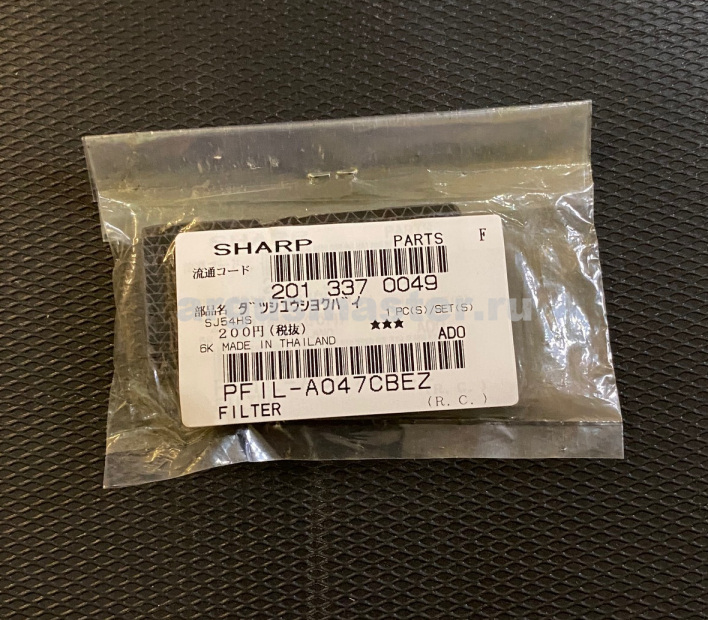 SHARP PARTS F
流通コード
201 337 0049
部品名 ダッシュウショクバイ
SJ54HS 1 PC(S)/SET(S)
200円(税抜) ★★★
6K MADE IN THAILAND ADO
PFIL-A047CBEZ
FILTER (R.C.)